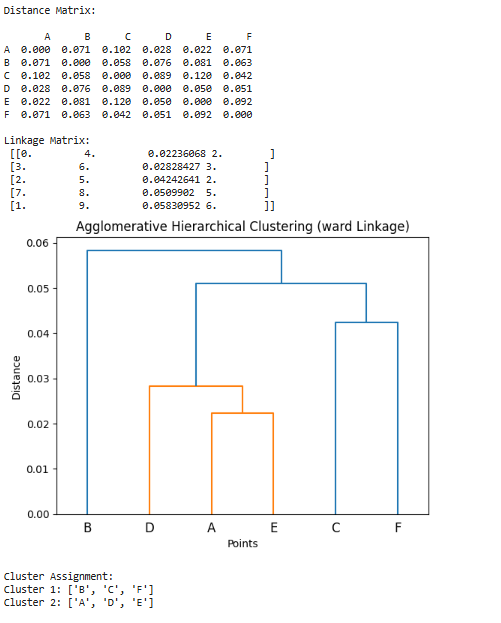 Distance Matrix:
A B C D E F
A 0.000 0.071 0.102 0.028 0.022 0.071
B 0.071 0.000 0.058 0.076 0.081 0.063
C 0.102 0.058 0.000 0.089 0.120 0.042
D 0.028 0.076 0.089 0.000 0.050 0.051
E 0.022 0.081 0.120 0.050 0.000 0.092
F 0.071 0.063 0.042 0.051 0.092 0.000
Linkage Matrix:
[[0. 4. 0.02236068 2. ]
[3. 6. 0.02828427 3. ]
[2. 5. 0.04242641 2. ]
[7. 8. 0.0509902 5. ]
[1. 9. 0.05830952 6. ]]
Agglomerative Hierarchical Clustering (ward Linkage)
0.06
0.05
0.04
0.03
0.02
0.01
0.00
Distance
B D A E C F
Points
Cluster Assignment:
Cluster 1: ['B', 'C', 'F']
Cluster 2: ['A', 'D', 'E']